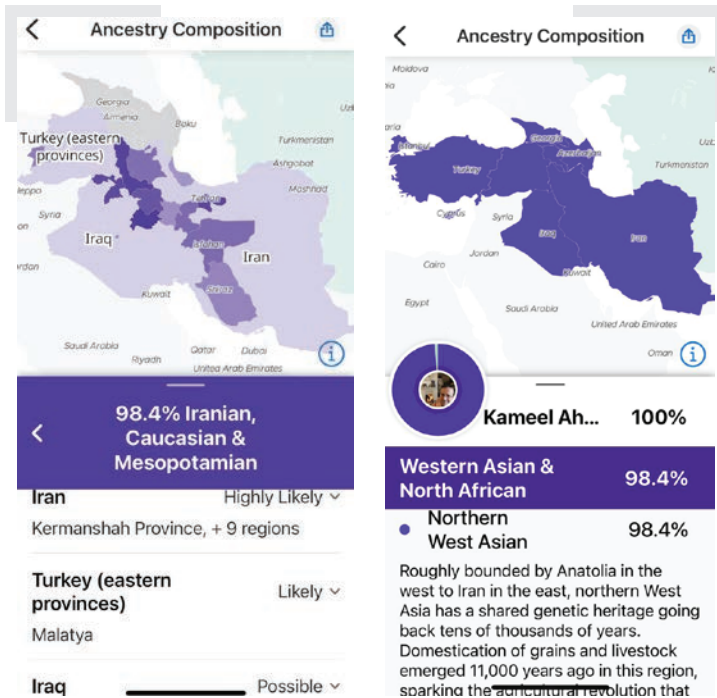 Ancestry Composition
Georgia
Armenia
Baku
Turkey (eastern
provinces)
Turkmenistan
Ashgabat
Mashhad
Tehran
Syria
Iraq
Isfahan
Iran
Shiraz
Kuwait
Saudi Arabia
Riyadh
Qatar
Dubai
United Arab Emirates
98.4% Iranian,
Caucasian &
Mesopotamian
Iran Highly Likely
Kermanshah Province, + 9 regions
Turkey (eastern
provinces)
Likely
Malatya
Iraq Possible
Ancestry Composition
Moldova
Georgia
Azerbaijan
Turkey
Turkmenistan
Cyprus
Syria
Iraq
Iran
Jordan
Cairo
Kuwait
Egypt
Saudi Arabia
United Arab Emirates
Oman
Kameel Ah... 100%
Western Asian &
North African
98.4%
Northern
West Asian
98.4%
Roughly bounded by Anatolia in the
west to Iran in the east, northern West
Asia has a shared genetic heritage going
back tens of thousands of years.
Domestication of grains and livestock
emerged 11,000 years ago in this region,
sparking the agricultural revolution that